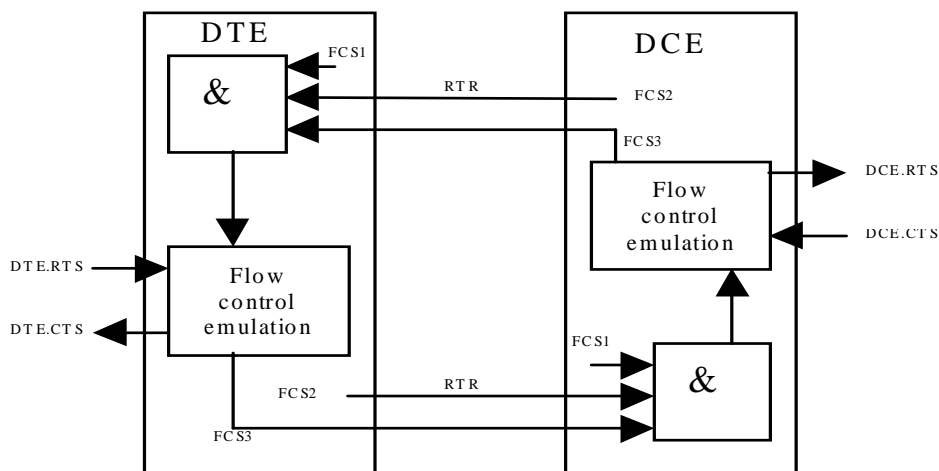 DTE
DCE
FCS1
&
RTR
FCS2
FCS3
DCE.RTS
Flow
control
emulation
DCE.CTS
DTE.RTS
Flow
control
emulation
DTE.CTS
FCS1
&
FCS2
RTR
FCS3